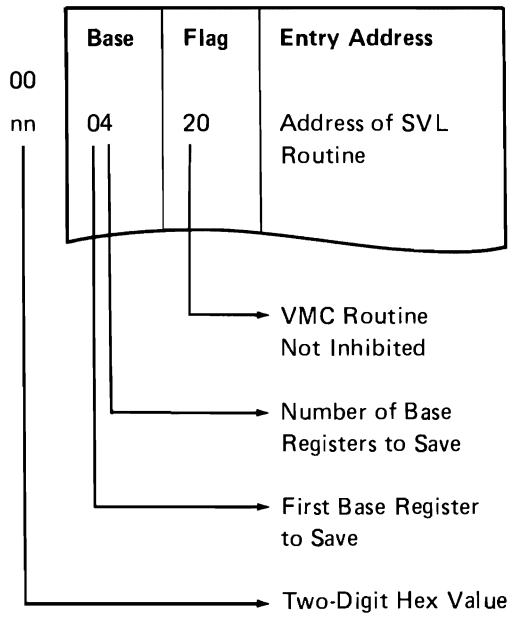 Base Flag Entry Address
00
nn 04 20 Address of SVL
Routine
VMC Routine
Not Inhibited
Number of Base
Registers to Save
First Base Register
to Save
Two-Digit Hex Value